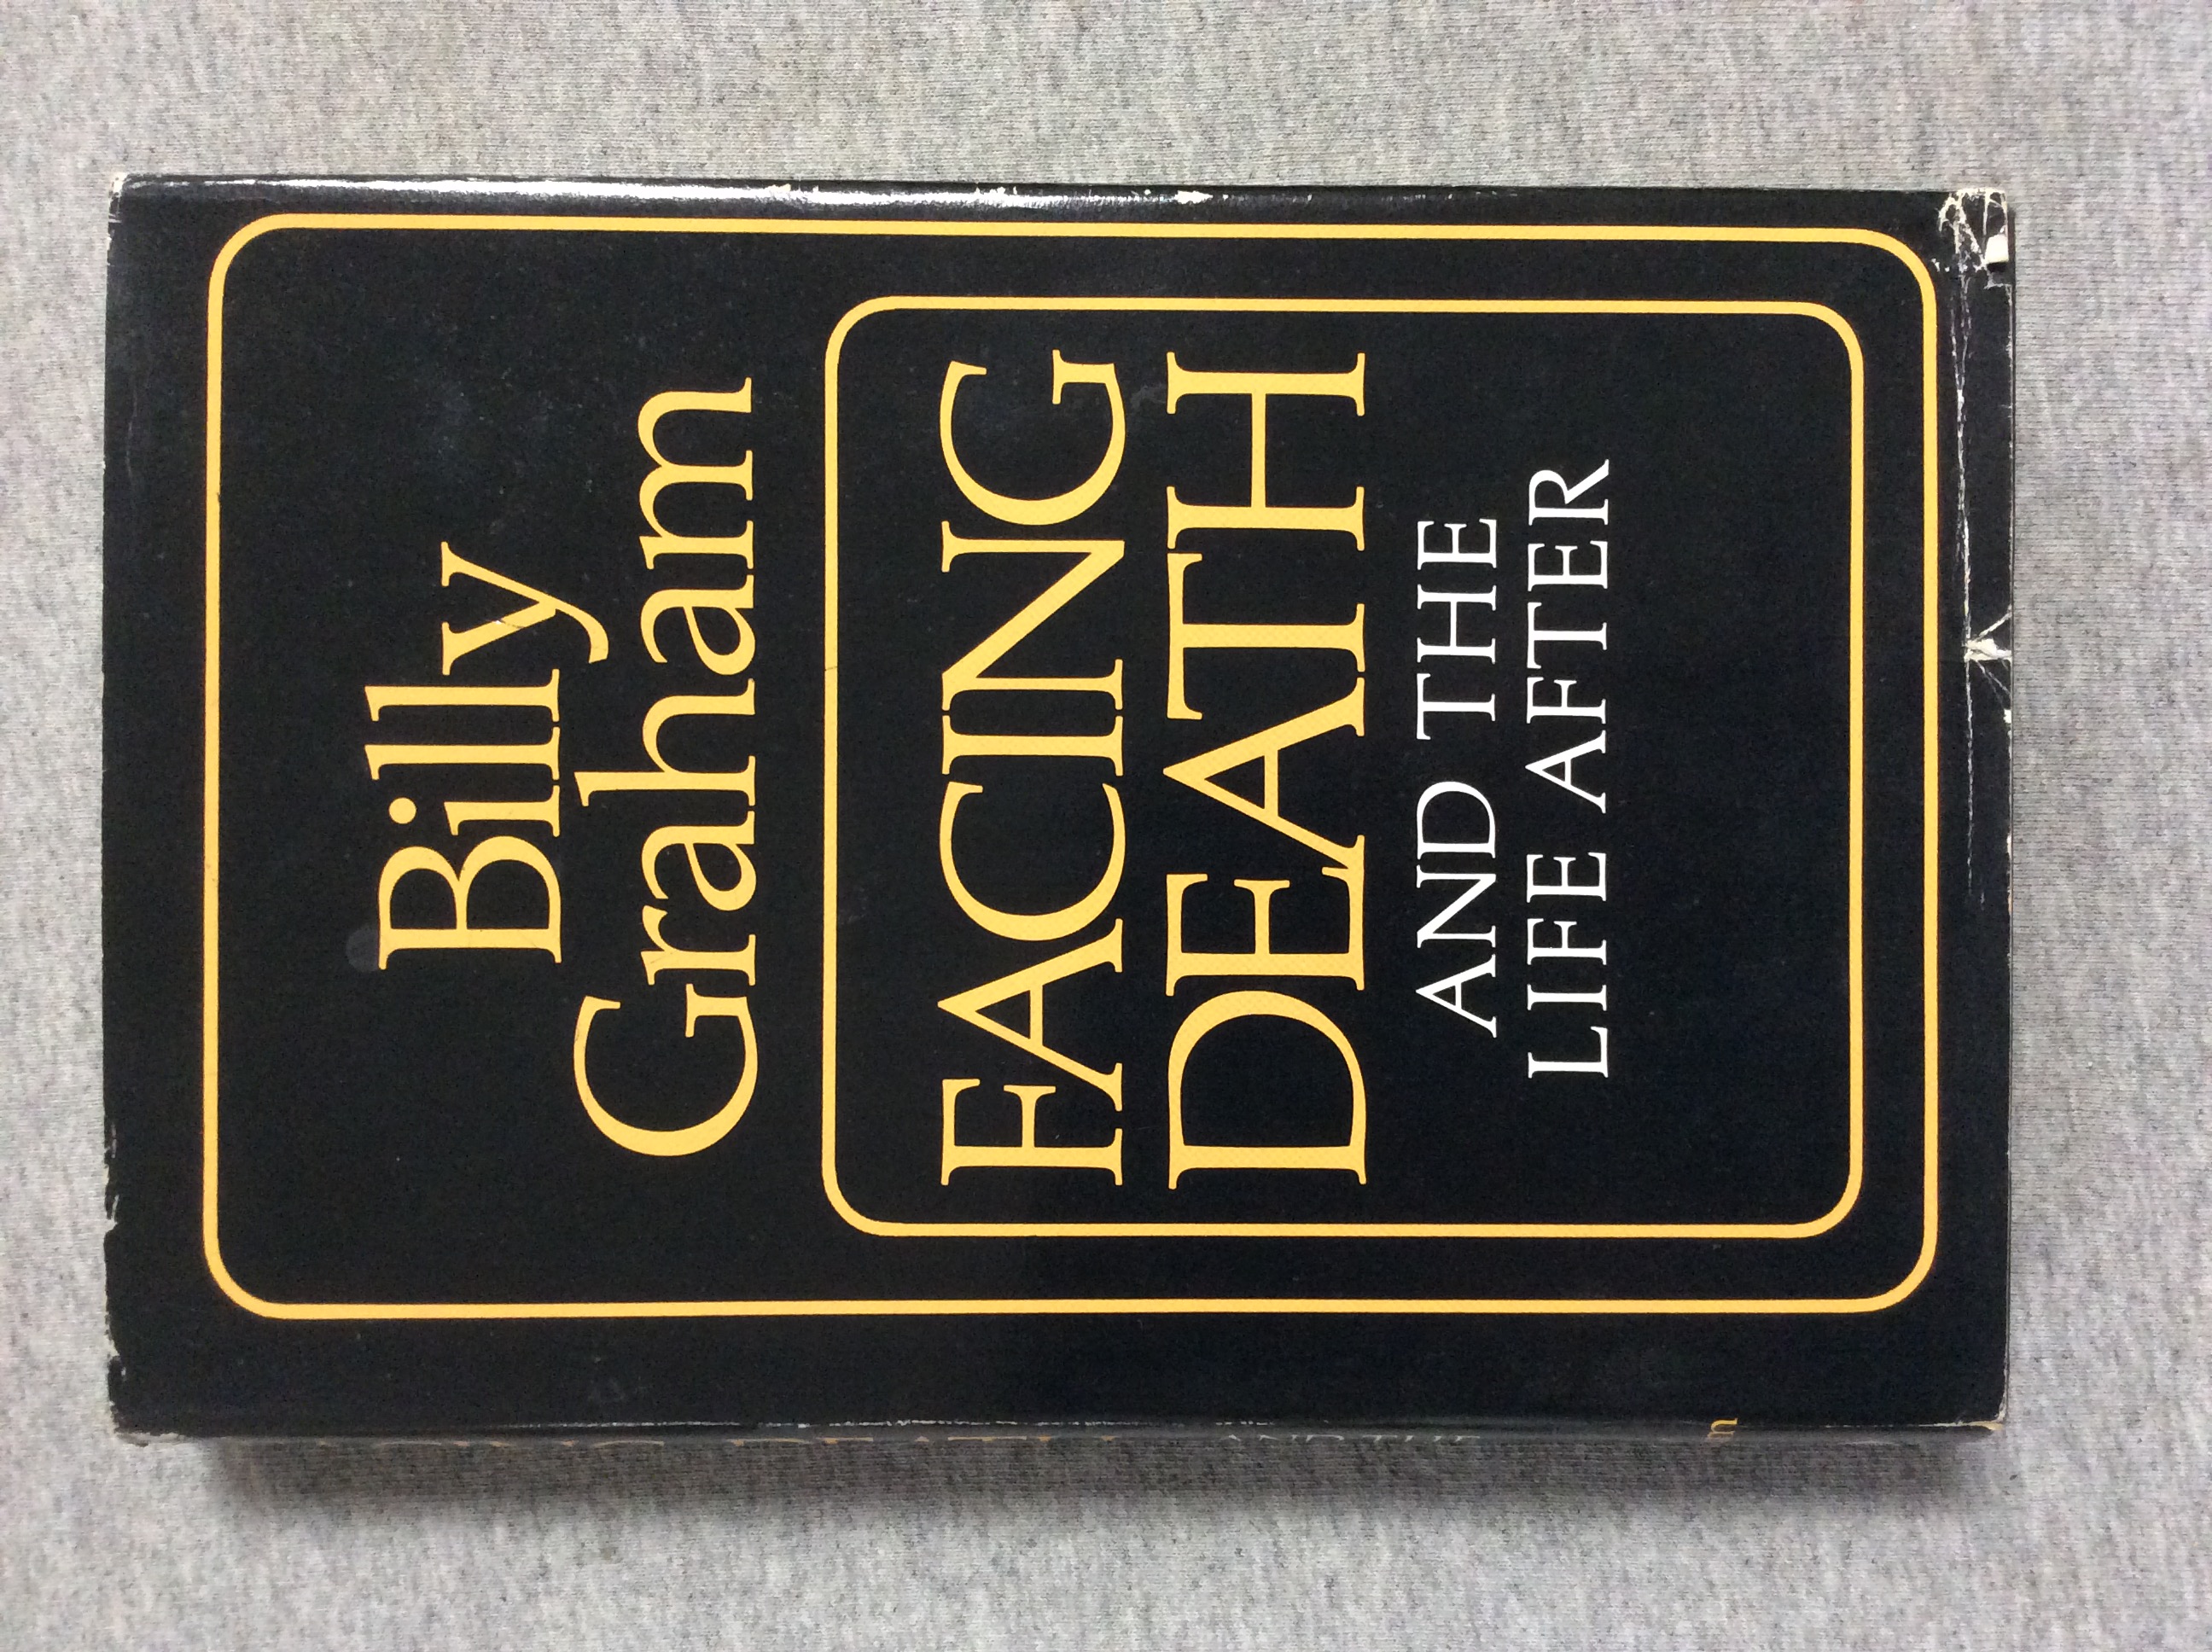 Billy
Graham
FACING
DEATH
AND THE
LIFE AFTER